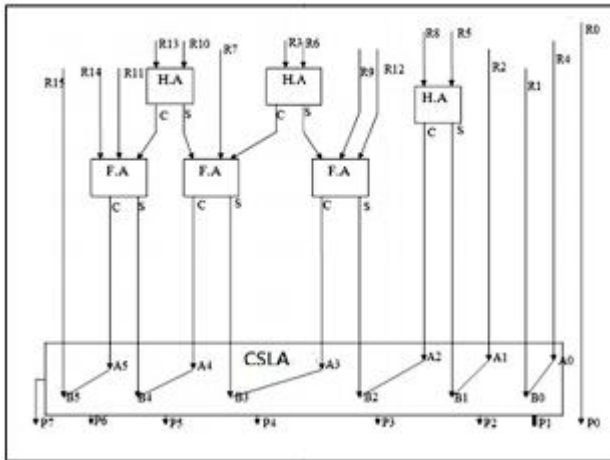 R13 R10 R3 R6 R8 R5 R0
R15 R14 R11 R7 R9 R12 R2 R1 R4
H.A H.A H.A
C S C S C S
F.A F.A F.A
C S C S C S
CSLA
A5 A4 A3 A2 A1 A0
B5 B4 B3 B2 B1 B0
P7 P6 P5 P4 P3 P2 P1 P0